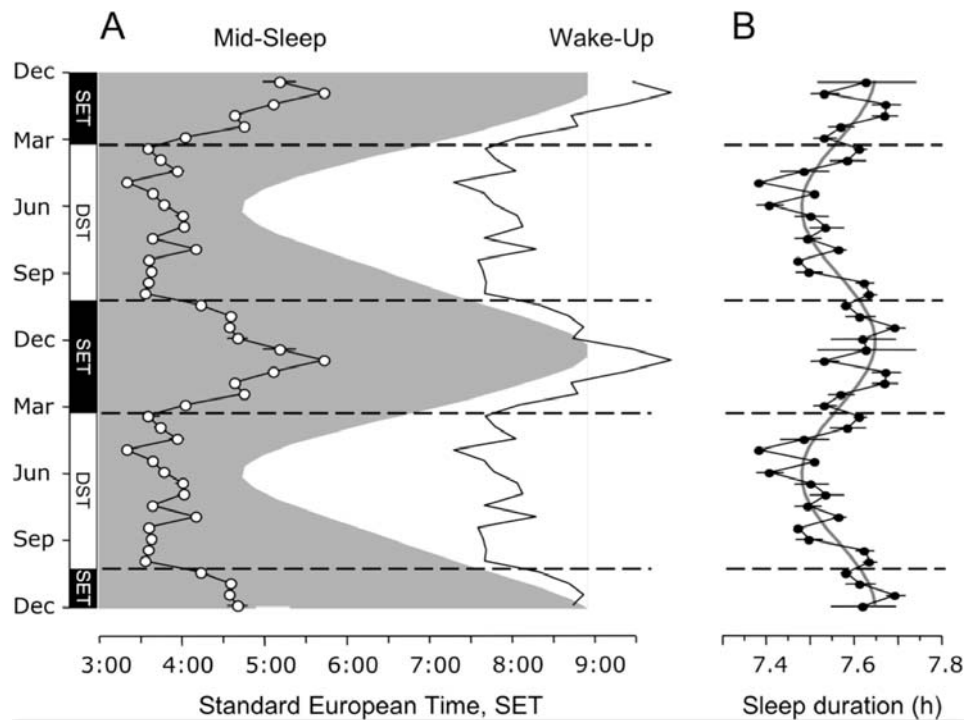 A
B
Mid-Sleep
Wake-Up
Dec
SET
Mar
DST
Jun
Sep
SET
Dec
Mar
DST
Jun
Sep
SET
Dec
3:00 4:00 5:00 6:00 7:00 8:00 9:00
7.4 7.6 7.8
Standard European Time, SET
Sleep duration (h)